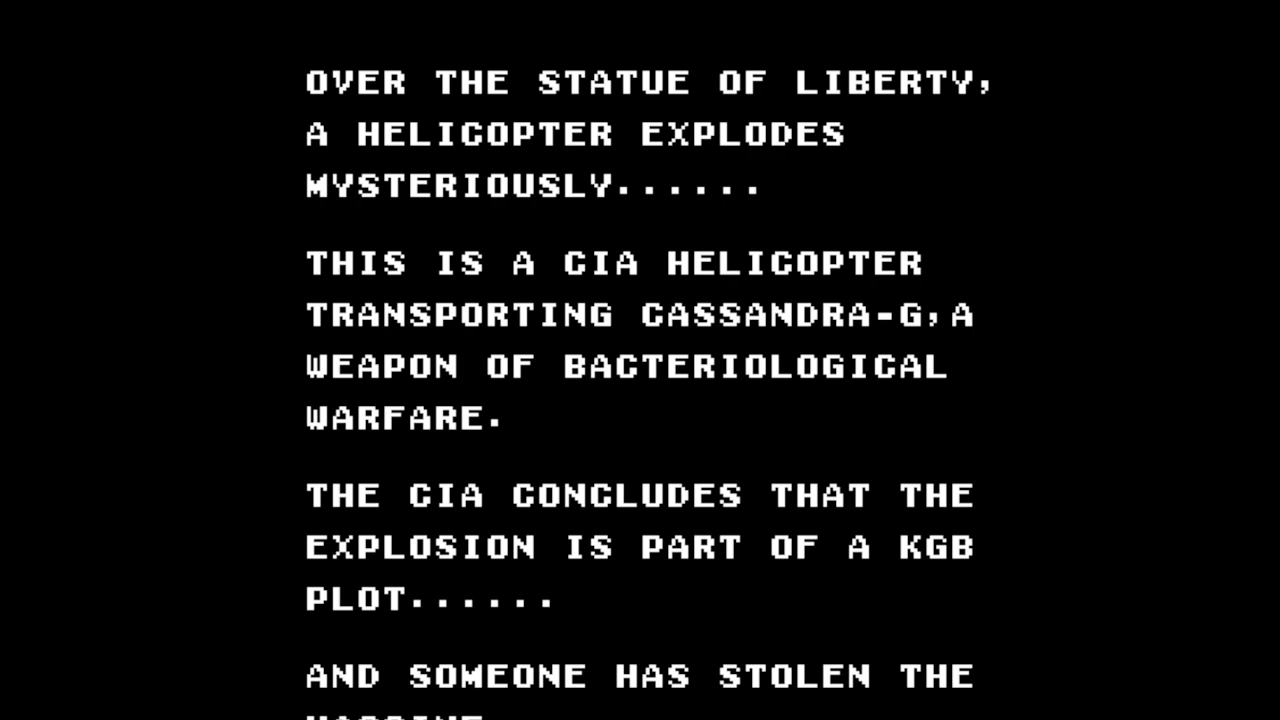 OVER THE STATUE OF LIBERTY,
A HELICOPTER EXPLODES
MYSTERIOUSLY......
THIS IS A CIA HELICOPTER
TRANSPORTING CASSANDRA-G,A
WEAPON OF BACTERIOLOGICAL
WARFARE.
THE CIA CONCLUDES THAT THE
EXPLOSION IS PART OF A KGB
PLOT......
AND SOMEONE HAS STOLEN THE